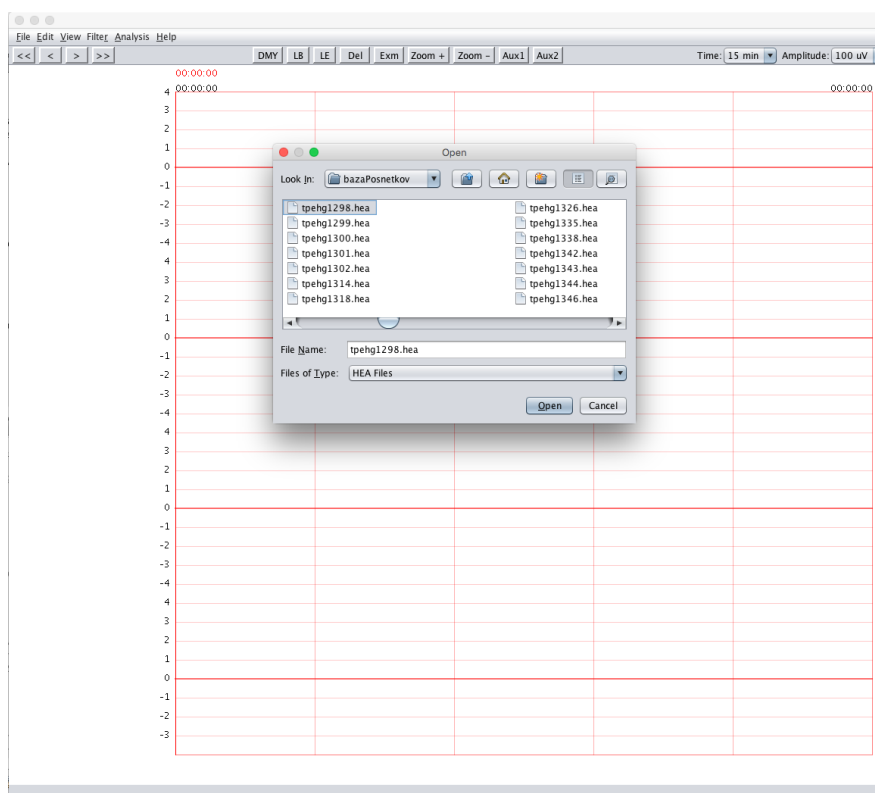 File Edit View Filter Analysis Help
<< < > >> DMY LB LE Del Exm Zoom + Zoom - Aux1 Aux2 Time: 15 min Amplitude: 100 uV
00:00:00
00:00:00 00:00:00
4
3
2
1
0
-1
-2
-3
-4
4
3
2
1
0
-1
-2
-3
-4
4
3
2
1
0
-1
-2
-3
-4
4
3
2
1
0
-1
-2
-3
Open
Look In: bazaPosnetkov
tpehg1298.hea tpehg1326.hea
tpehg1299.hea tpehg1335.hea
tpehg1300.hea tpehg1338.hea
tpehg1301.hea tpehg1342.hea
tpehg1302.hea tpehg1343.hea
tpehg1314.hea tpehg1344.hea
tpehg1318.hea tpehg1346.hea
File Name: tpehg1298.hea
Files of Type: HEA Files
Open Cancel